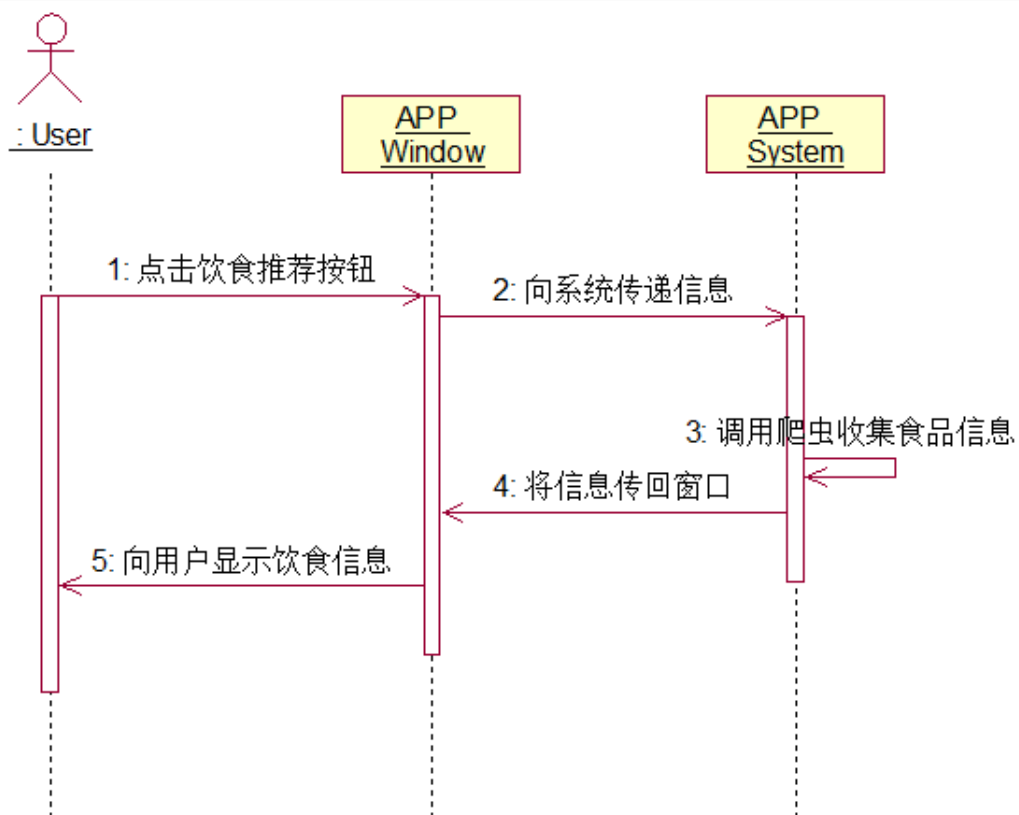 : User
APP
Window
APP
System
1: 点击饮食推荐按钮
2: 向系统传递信息
3: 调用爬虫收集食品信息
4: 将信息传回窗口
5: 向用户显示饮食信息